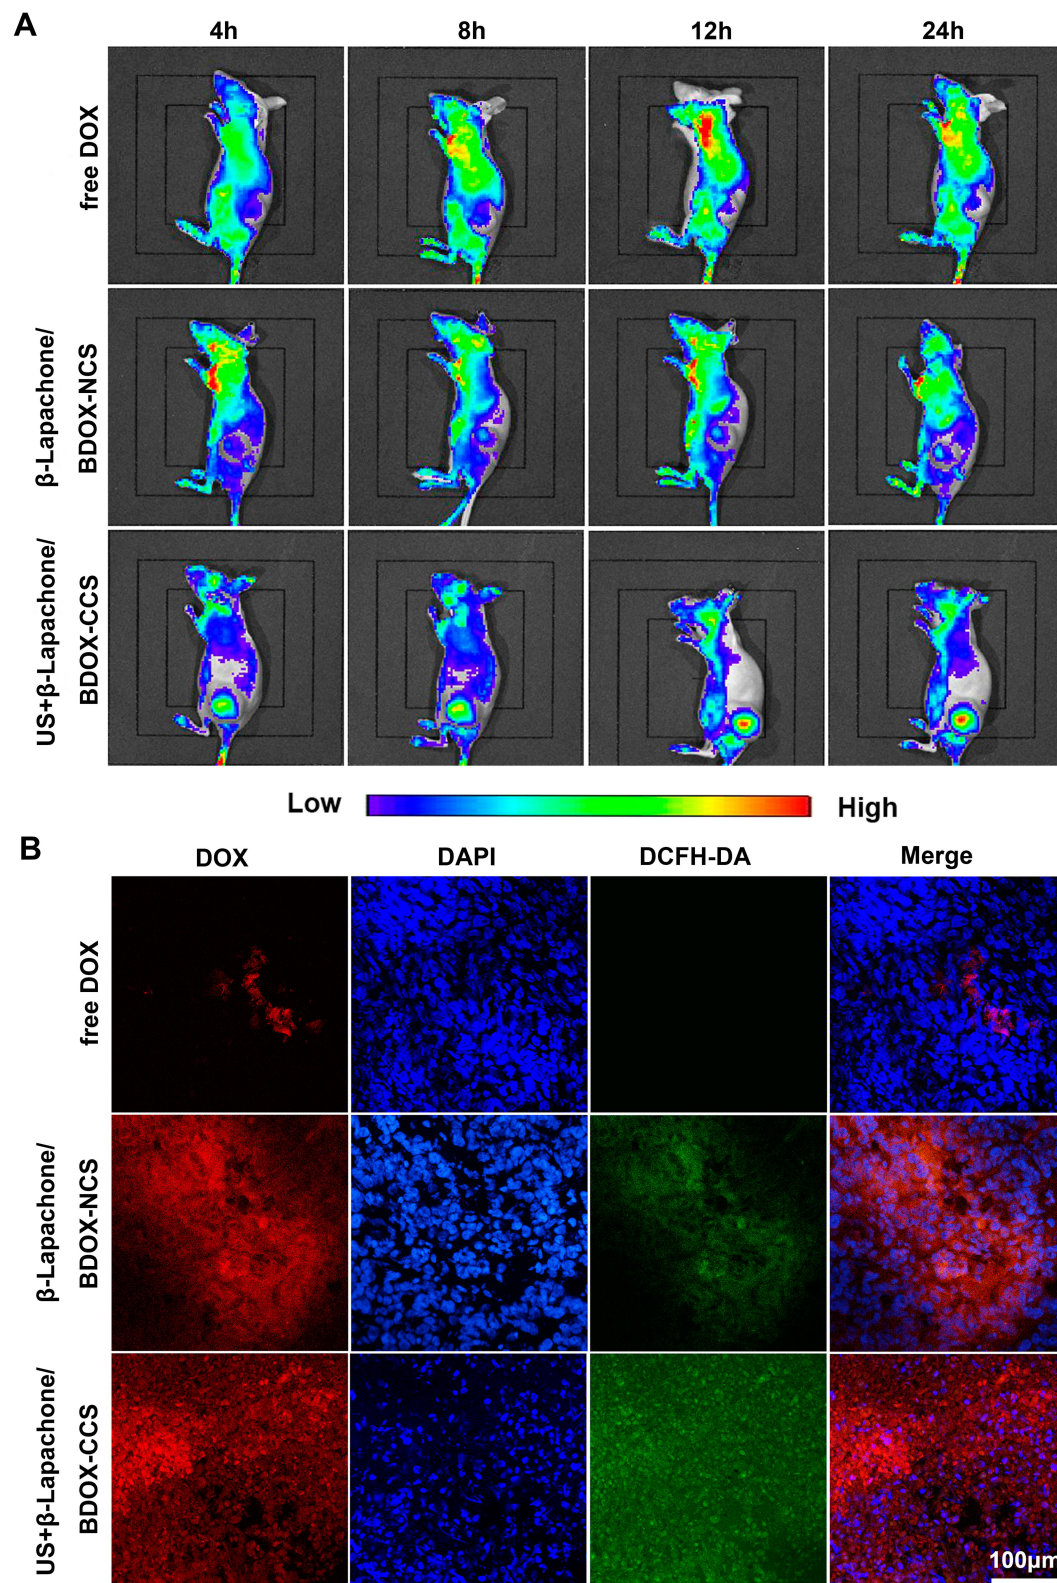 A
4h 8h 12h 24h
free DOX
β-Lapachone/
BDOX-NCS
US+β-Lapachone/
BDOX-CCS
Low High
B
DOX DAPI DCFH-DA Merge
free DOX
β-Lapachone/
BDOX-NCS
US+β-Lapachone/
BDOX-CCS
100μm